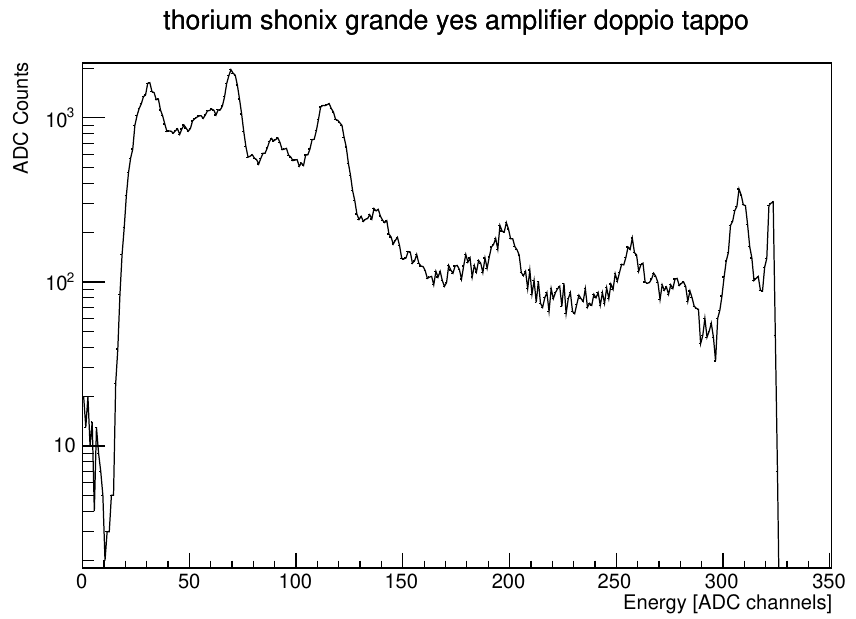 thorium shonix grande yes amplifier doppio tappo
ADC Counts
10³
10²
10
0 50 100 150 200 250 300 350
Energy [ADC channels]